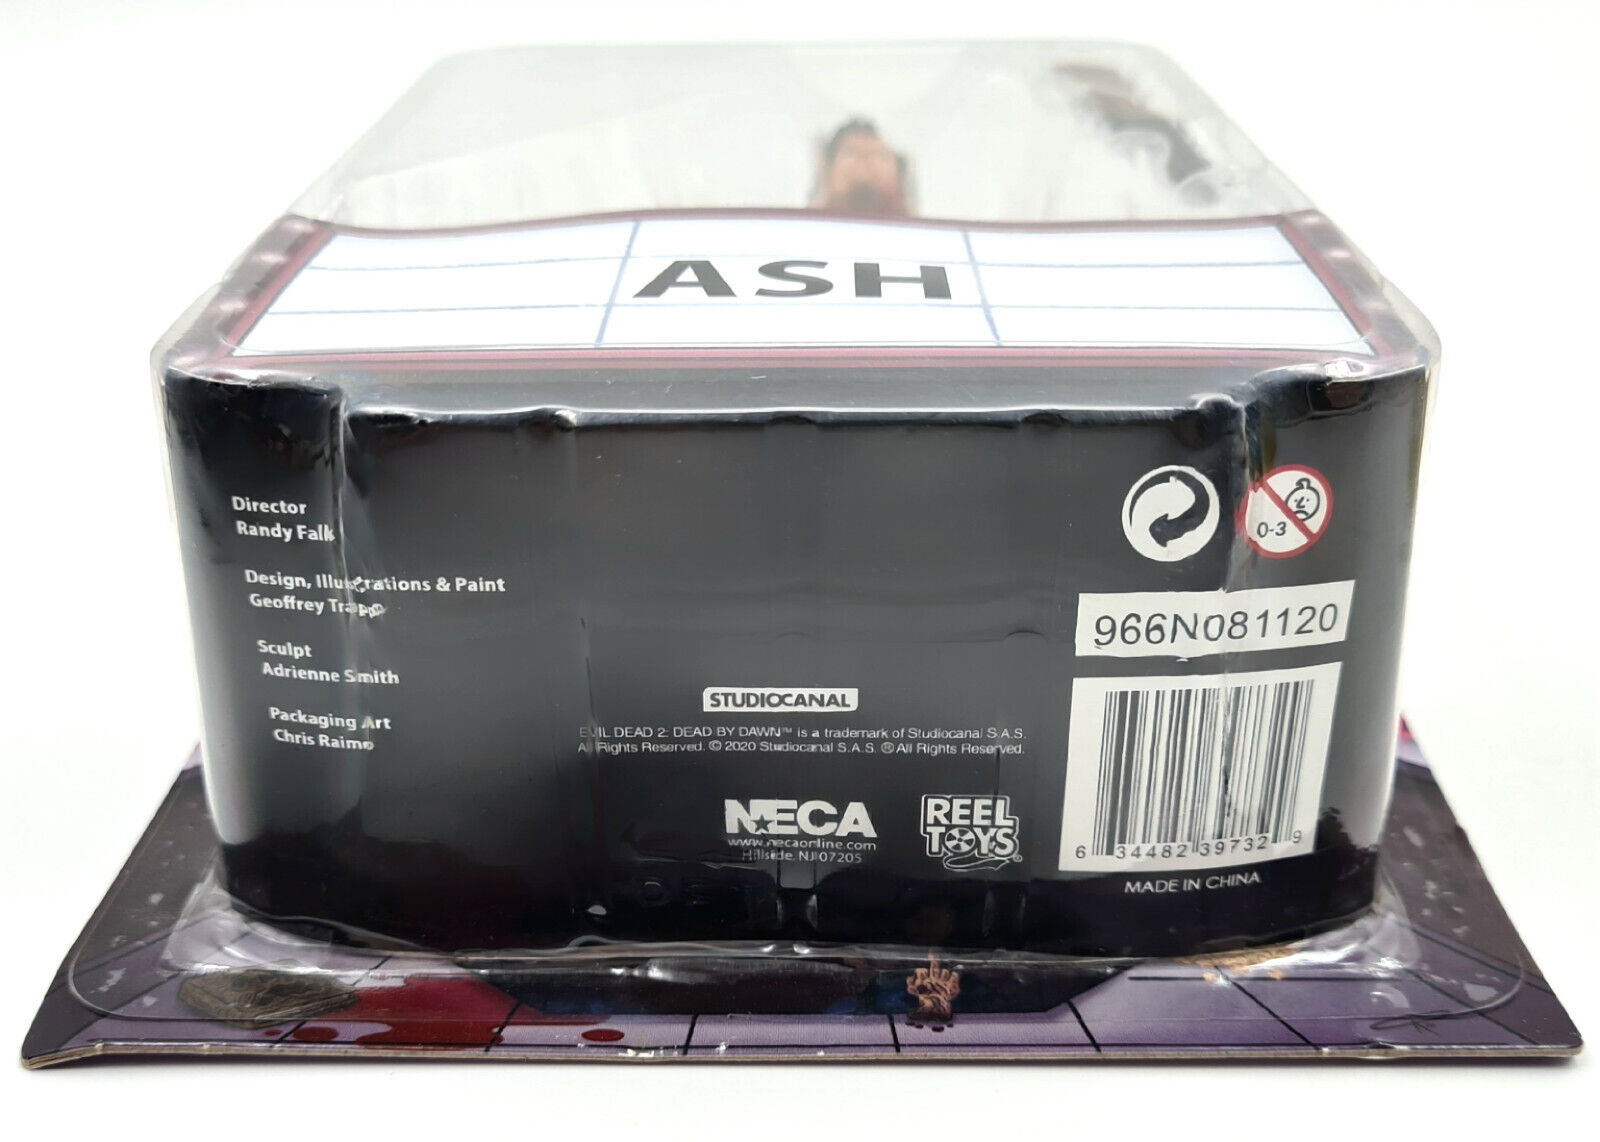 ASH
Director
Randy Falk
Design, Illustrations & Paint
Geoffrey Trapp
Sculpt
Adrienne Smith
Packaging Art
Chris Raimo
0-3
966N081120
STUDIOCANAL
EVIL DEAD 2: DEAD BY DAWN™ is a trademark of Studiocanal S.A.S.
All Rights Reserved. © 2020 Studiocanal S.A.S. ® All Rights Reserved.
NECA
www.necaonline.com
Hillside, NJ 07205
REEL
TOYS®
6 34482 39732 9
MADE IN CHINA